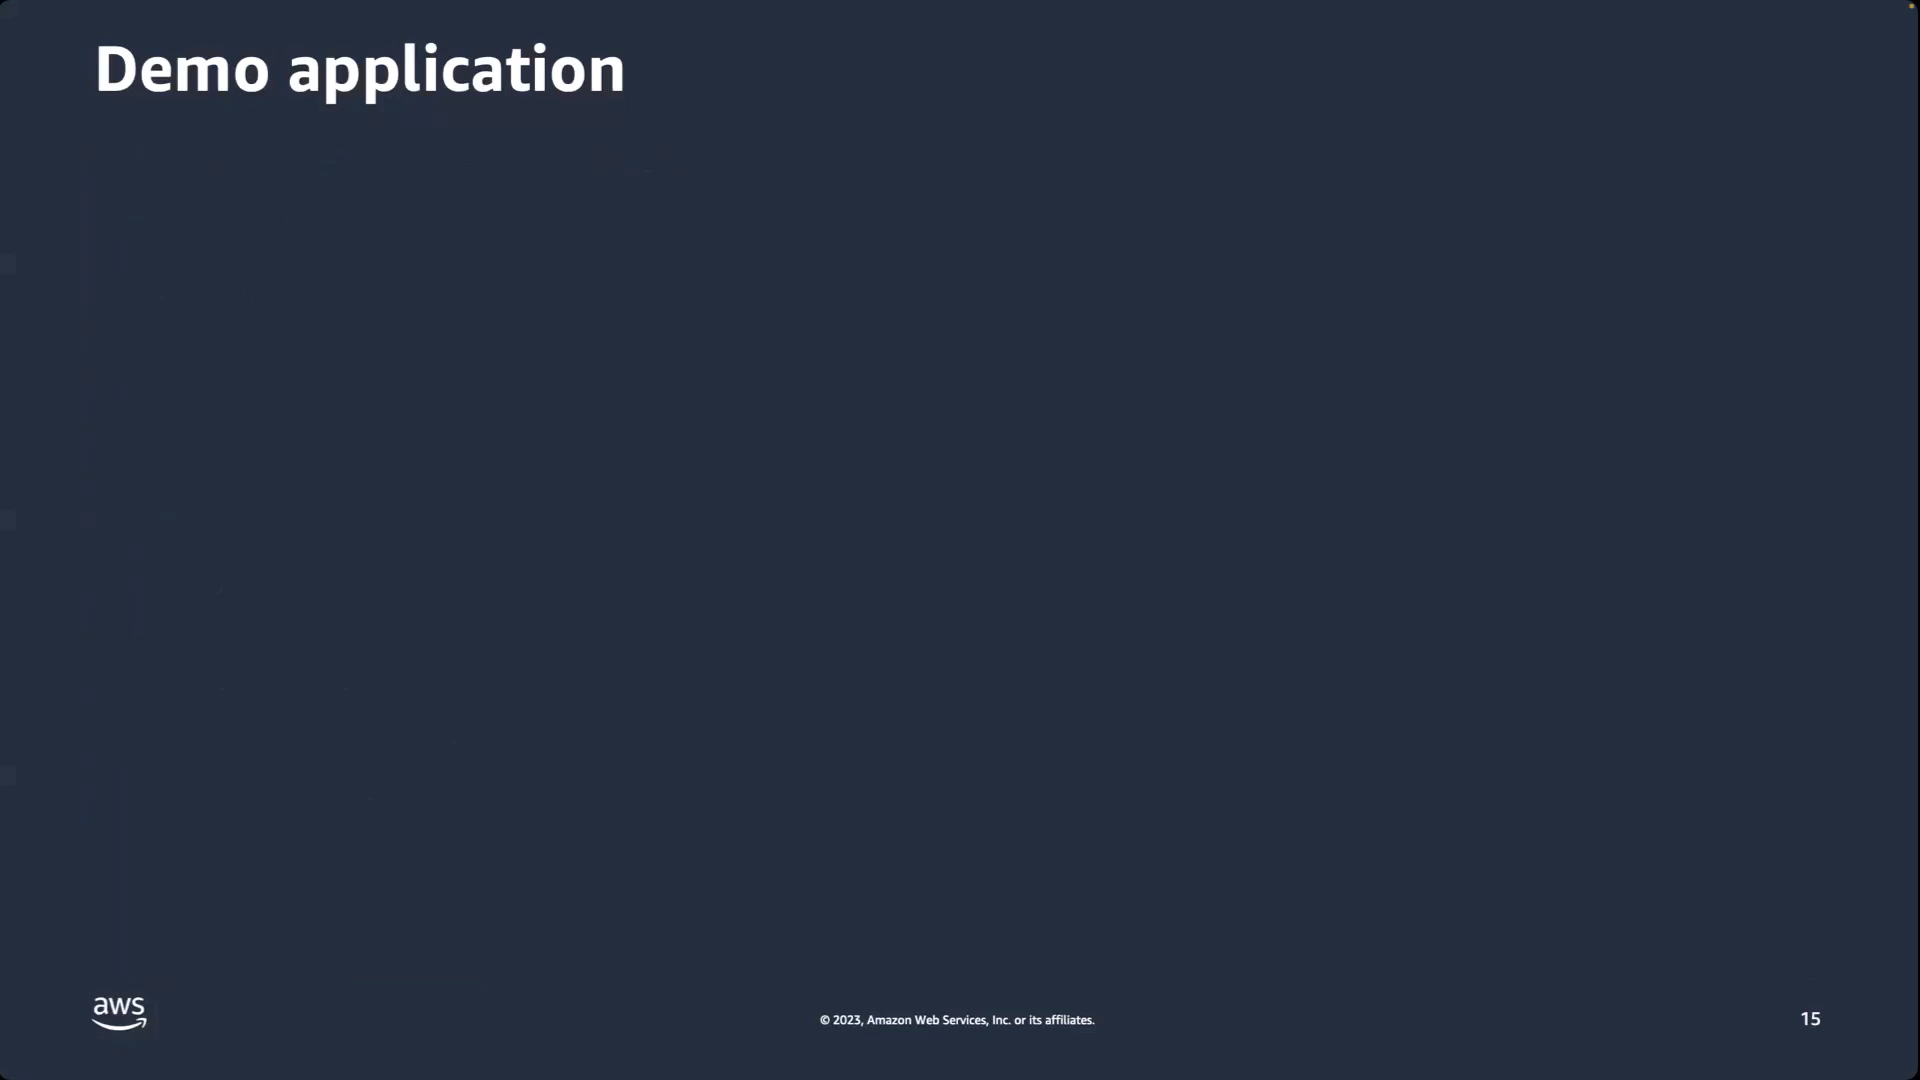 Demo application
aws
© 2023, Amazon Web Services, Inc. or its affiliates.
15